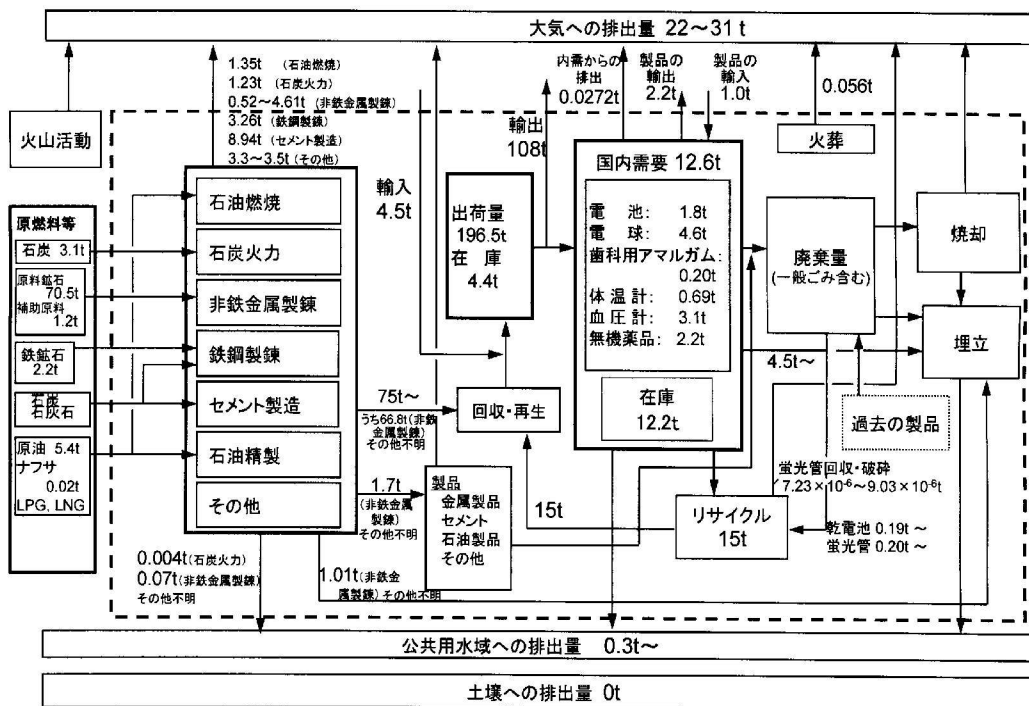 大気への排出量 22～31 t
1.35t (石油燃焼)
1.23t (石炭火力)
0.52～4.61t (非鉄金属製錬)
3.26t (鉄鋼製錬)
8.94t (セメント製造)
3.3～3.5t (その他)
内需からの
排出
0.0272t
製品の
輸出
2.2t
製品の
輸入
1.0t
0.056t
火山活動
輸入
4.5t
輸出
108t
火葬
原燃料等
石炭 3.1t
原料鉱石
70.5t
補助原料
1.2t
鉄鉱石
2.2t
石炭
石灰石
原油 5.4t
ナフサ
0.02t
LPG, LNG
石油燃焼
石炭火力
非鉄金属製錬
鉄鋼製錬
セメント製造
石油精製
その他
出荷量
196.5t
在 庫
4.4t
国内需要 12.6t
電 池: 1.8t
電 球: 4.6t
歯科用アマルガム:
0.20t
体 温 計: 0.69t
血 圧 計: 3.1t
無機薬品: 2.2t
在庫
12.2t
廃棄量
(一般ごみ含む)
焼却
埋立
4.5t～
過去の製品
75t～
うち66.8t(非鉄
金属製錬)
その他不明
回収・再生
1.7t
(非鉄金属
製錬)
その他不明
製品
金属製品
セメント
石油製品
その他
15t
リサイクル
15t
蛍光管回収・破砕
7.23×10⁻⁶～9.03×10⁻⁶t
乾電池 0.19t ～
蛍光管 0.20t ～
0.004t(石炭火力)
0.07t(非鉄金属製錬)
その他不明
1.01t(非鉄金
属製錬) その他不明
公共用水域への排出量 0.3t～
土壌への排出量 0t